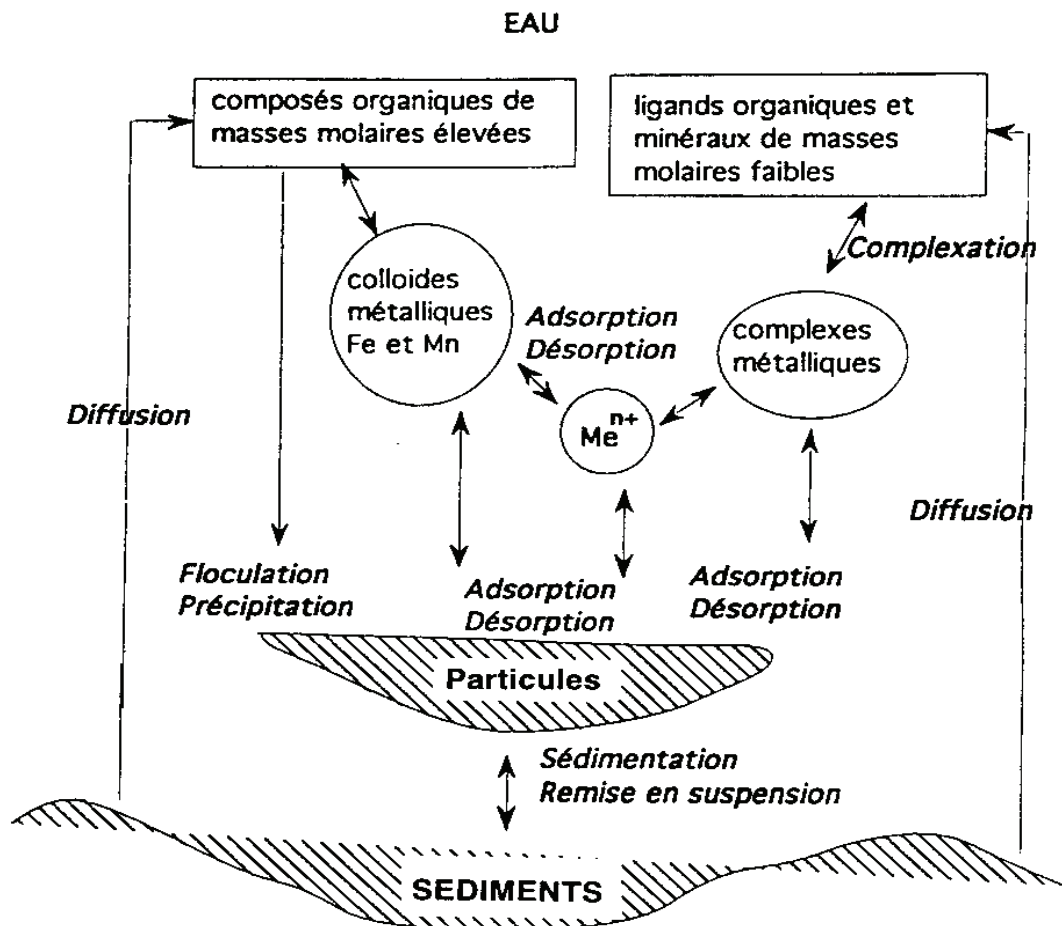 EAU
composés organiques de
masses molaire élevées
ligands organiques et
minéraux de masses
molaires faibles
Complexation
colloides
métalliques
Fe et Mn
Adsorption
Désorption
complexes
métalliques
Diffusion
Me n+
Diffusion
Floculation
Précipitation
Adsorption
Désorption
Adsorption
Désorption
Particules
Sédimentation
Remise en suspension
SEDIMENTS